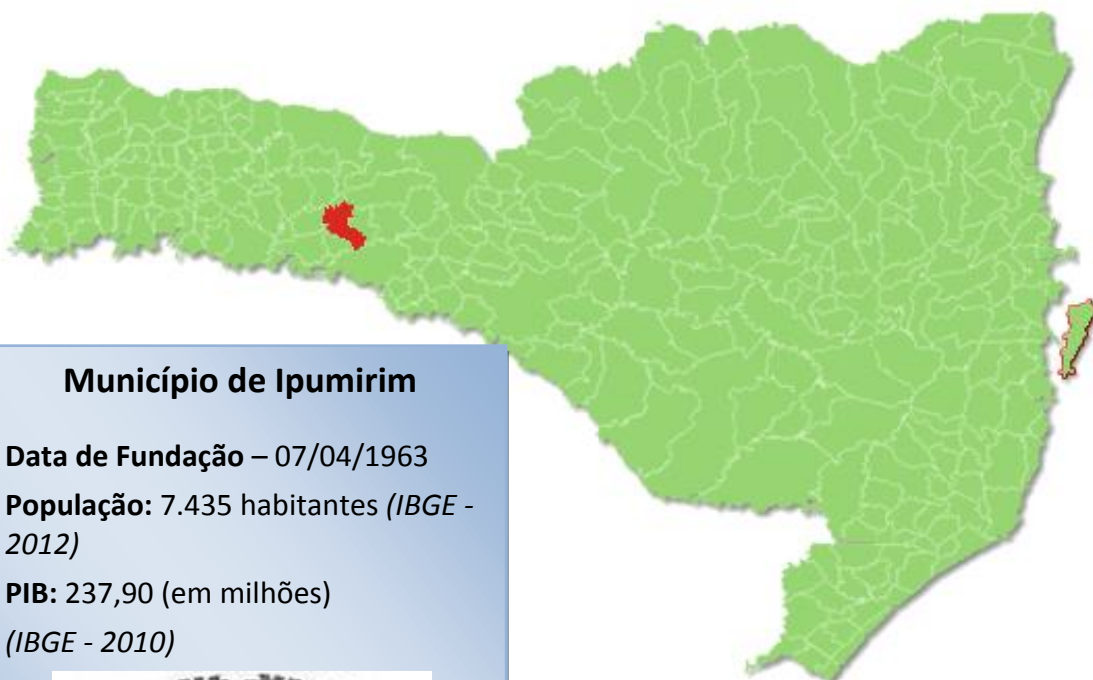 Município de Ipumirim
Data de Fundação – 07/04/1963
População: 7.435 habitantes (IBGE -
2012)
PIB: 237,90 (em milhões)
(IBGE - 2010)